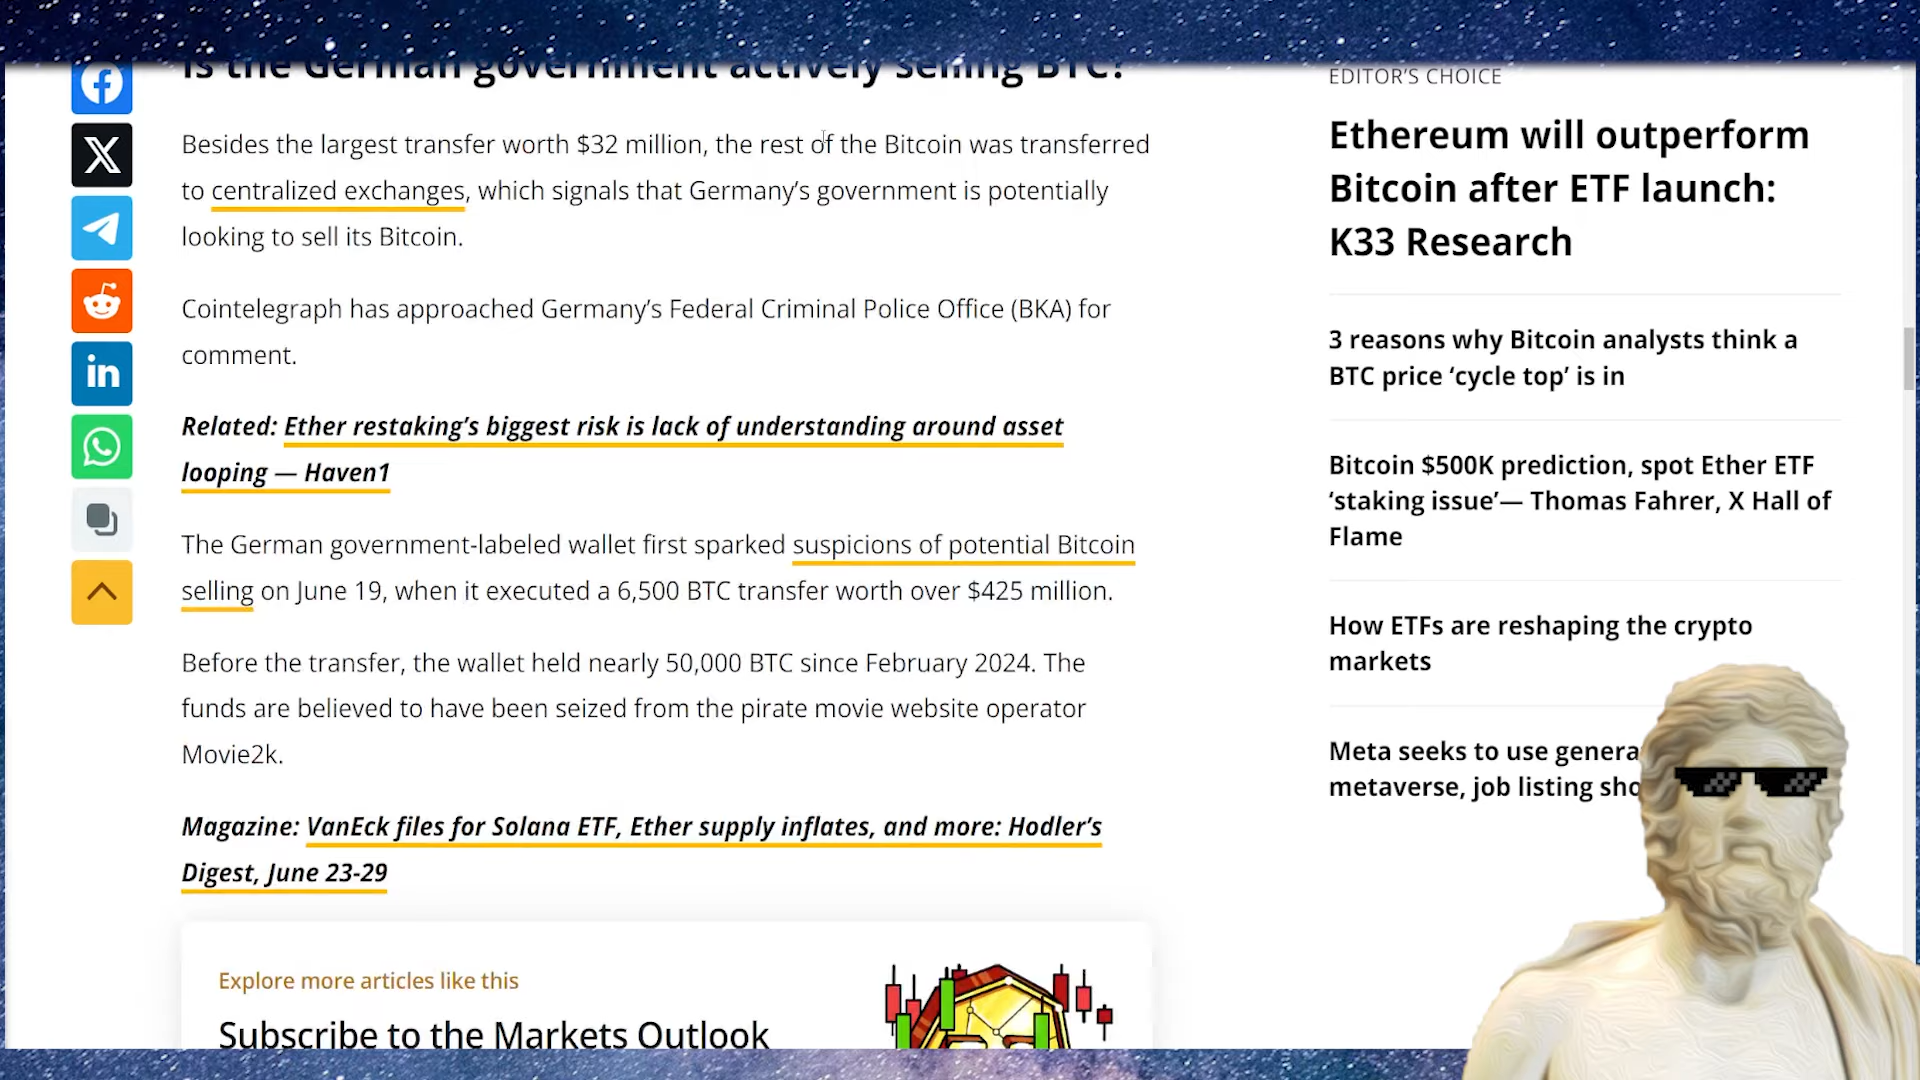 Is the German government actively selling BTC?
Besides the largest transfer worth $32 million, the rest of the Bitcoin was transferred
to centralized exchanges, which signals that Germany’s government is potentially
looking to sell its Bitcoin.
Cointelegraph has approached Germany’s Federal Criminal Police Office (BKA) for
comment.
Related: Ether restaking’s biggest risk is lack of understanding around asset
looping — Haven1
The German government-labeled wallet first sparked suspicions of potential Bitcoin
selling on June 19, when it executed a 6,500 BTC transfer worth over $425 million.
Before the transfer, the wallet held nearly 50,000 BTC since February 2024. The
funds are believed to have been seized from the pirate movie website operator
Movie2k.
Magazine: VanEck files for Solana ETF, Ether supply inflates, and more: Hodler’s
Digest, June 23-29
Explore more articles like this
Subscribe to the Markets Outlook
EDITOR’S CHOICE
Ethereum will outperform
Bitcoin after ETF launch:
K33 Research
3 reasons why Bitcoin analysts think a
BTC price ‘cycle top’ is in
Bitcoin $500K prediction, spot Ether ETF
‘staking issue’— Thomas Fahrer, X Hall of
Flame
How ETFs are reshaping the crypto
markets
Meta seeks to use genera
metaverse, job listing sho